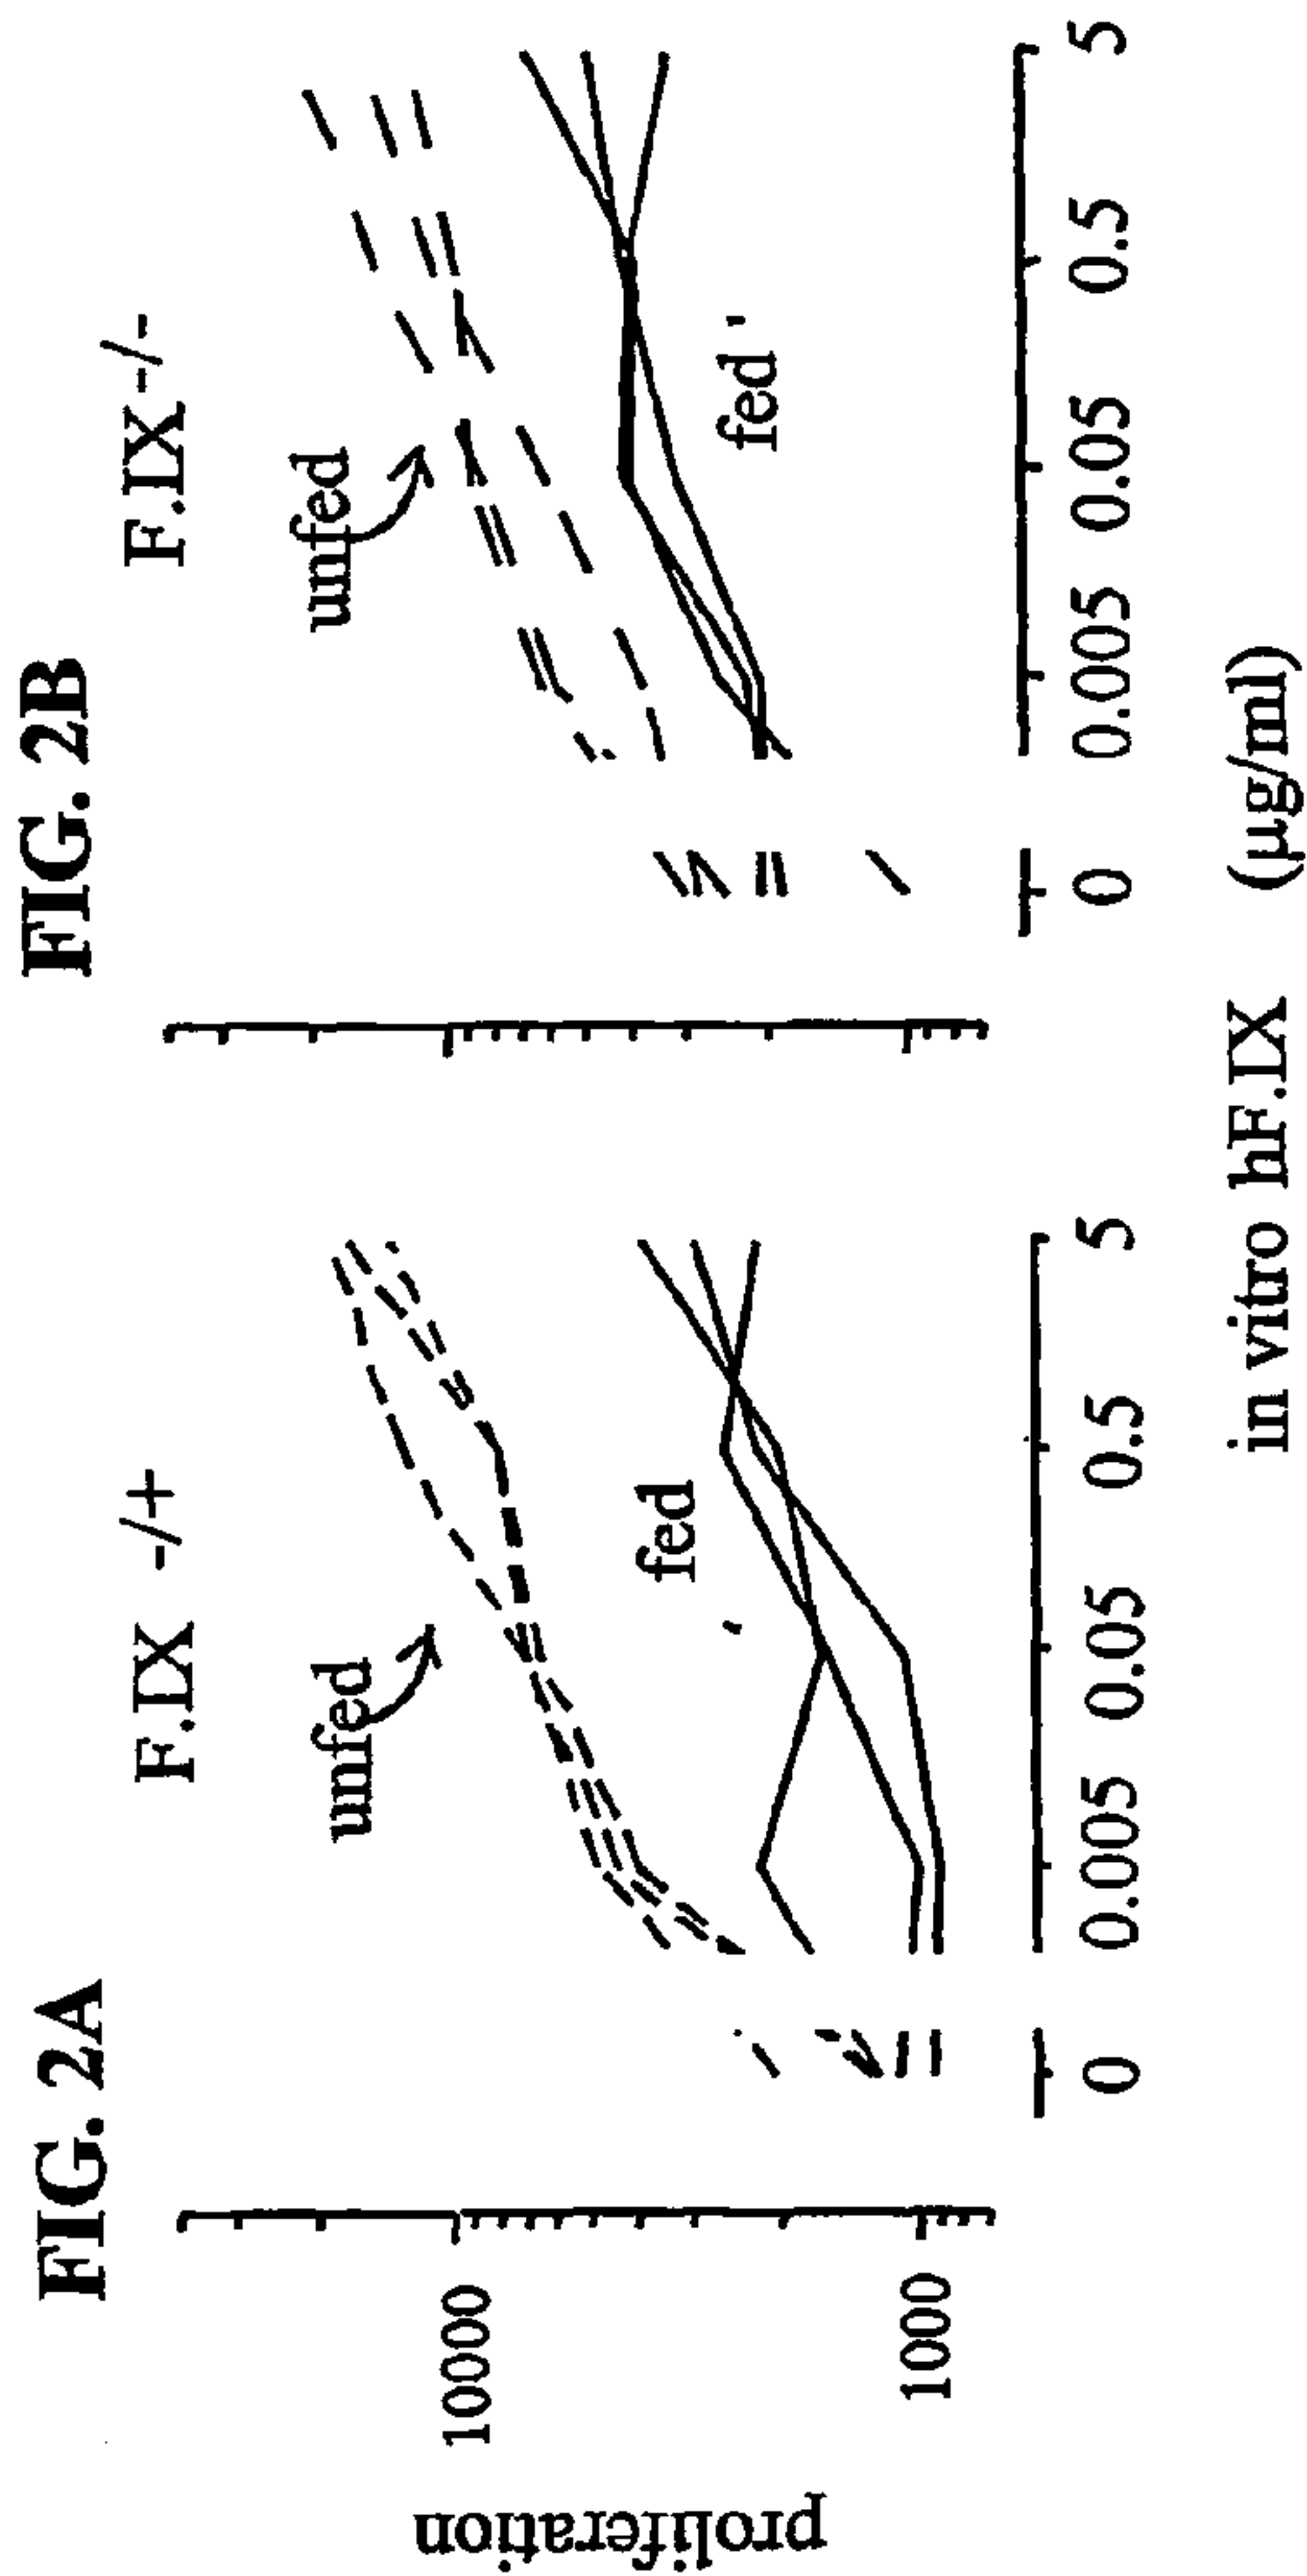 FIG. 2A
F.IX -/+
unfed
fed
10000
1000
proliferation
0 0.005 0.05 0.5 5
FIG. 2B
F.IX-/-
unfed
fed
0 0.005 0.05 0.5 5
in vitro hF.IX (µg/ml)